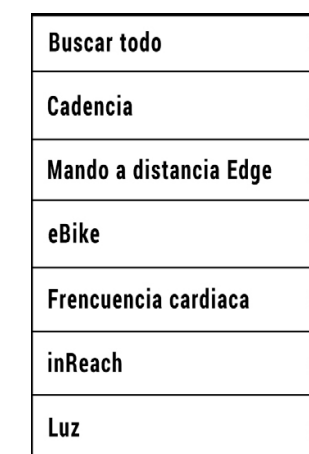 Buscar todo
Cadencia
Mando a distancia Edge
eBike
Frencuencia cardiaca
inReach
Luz